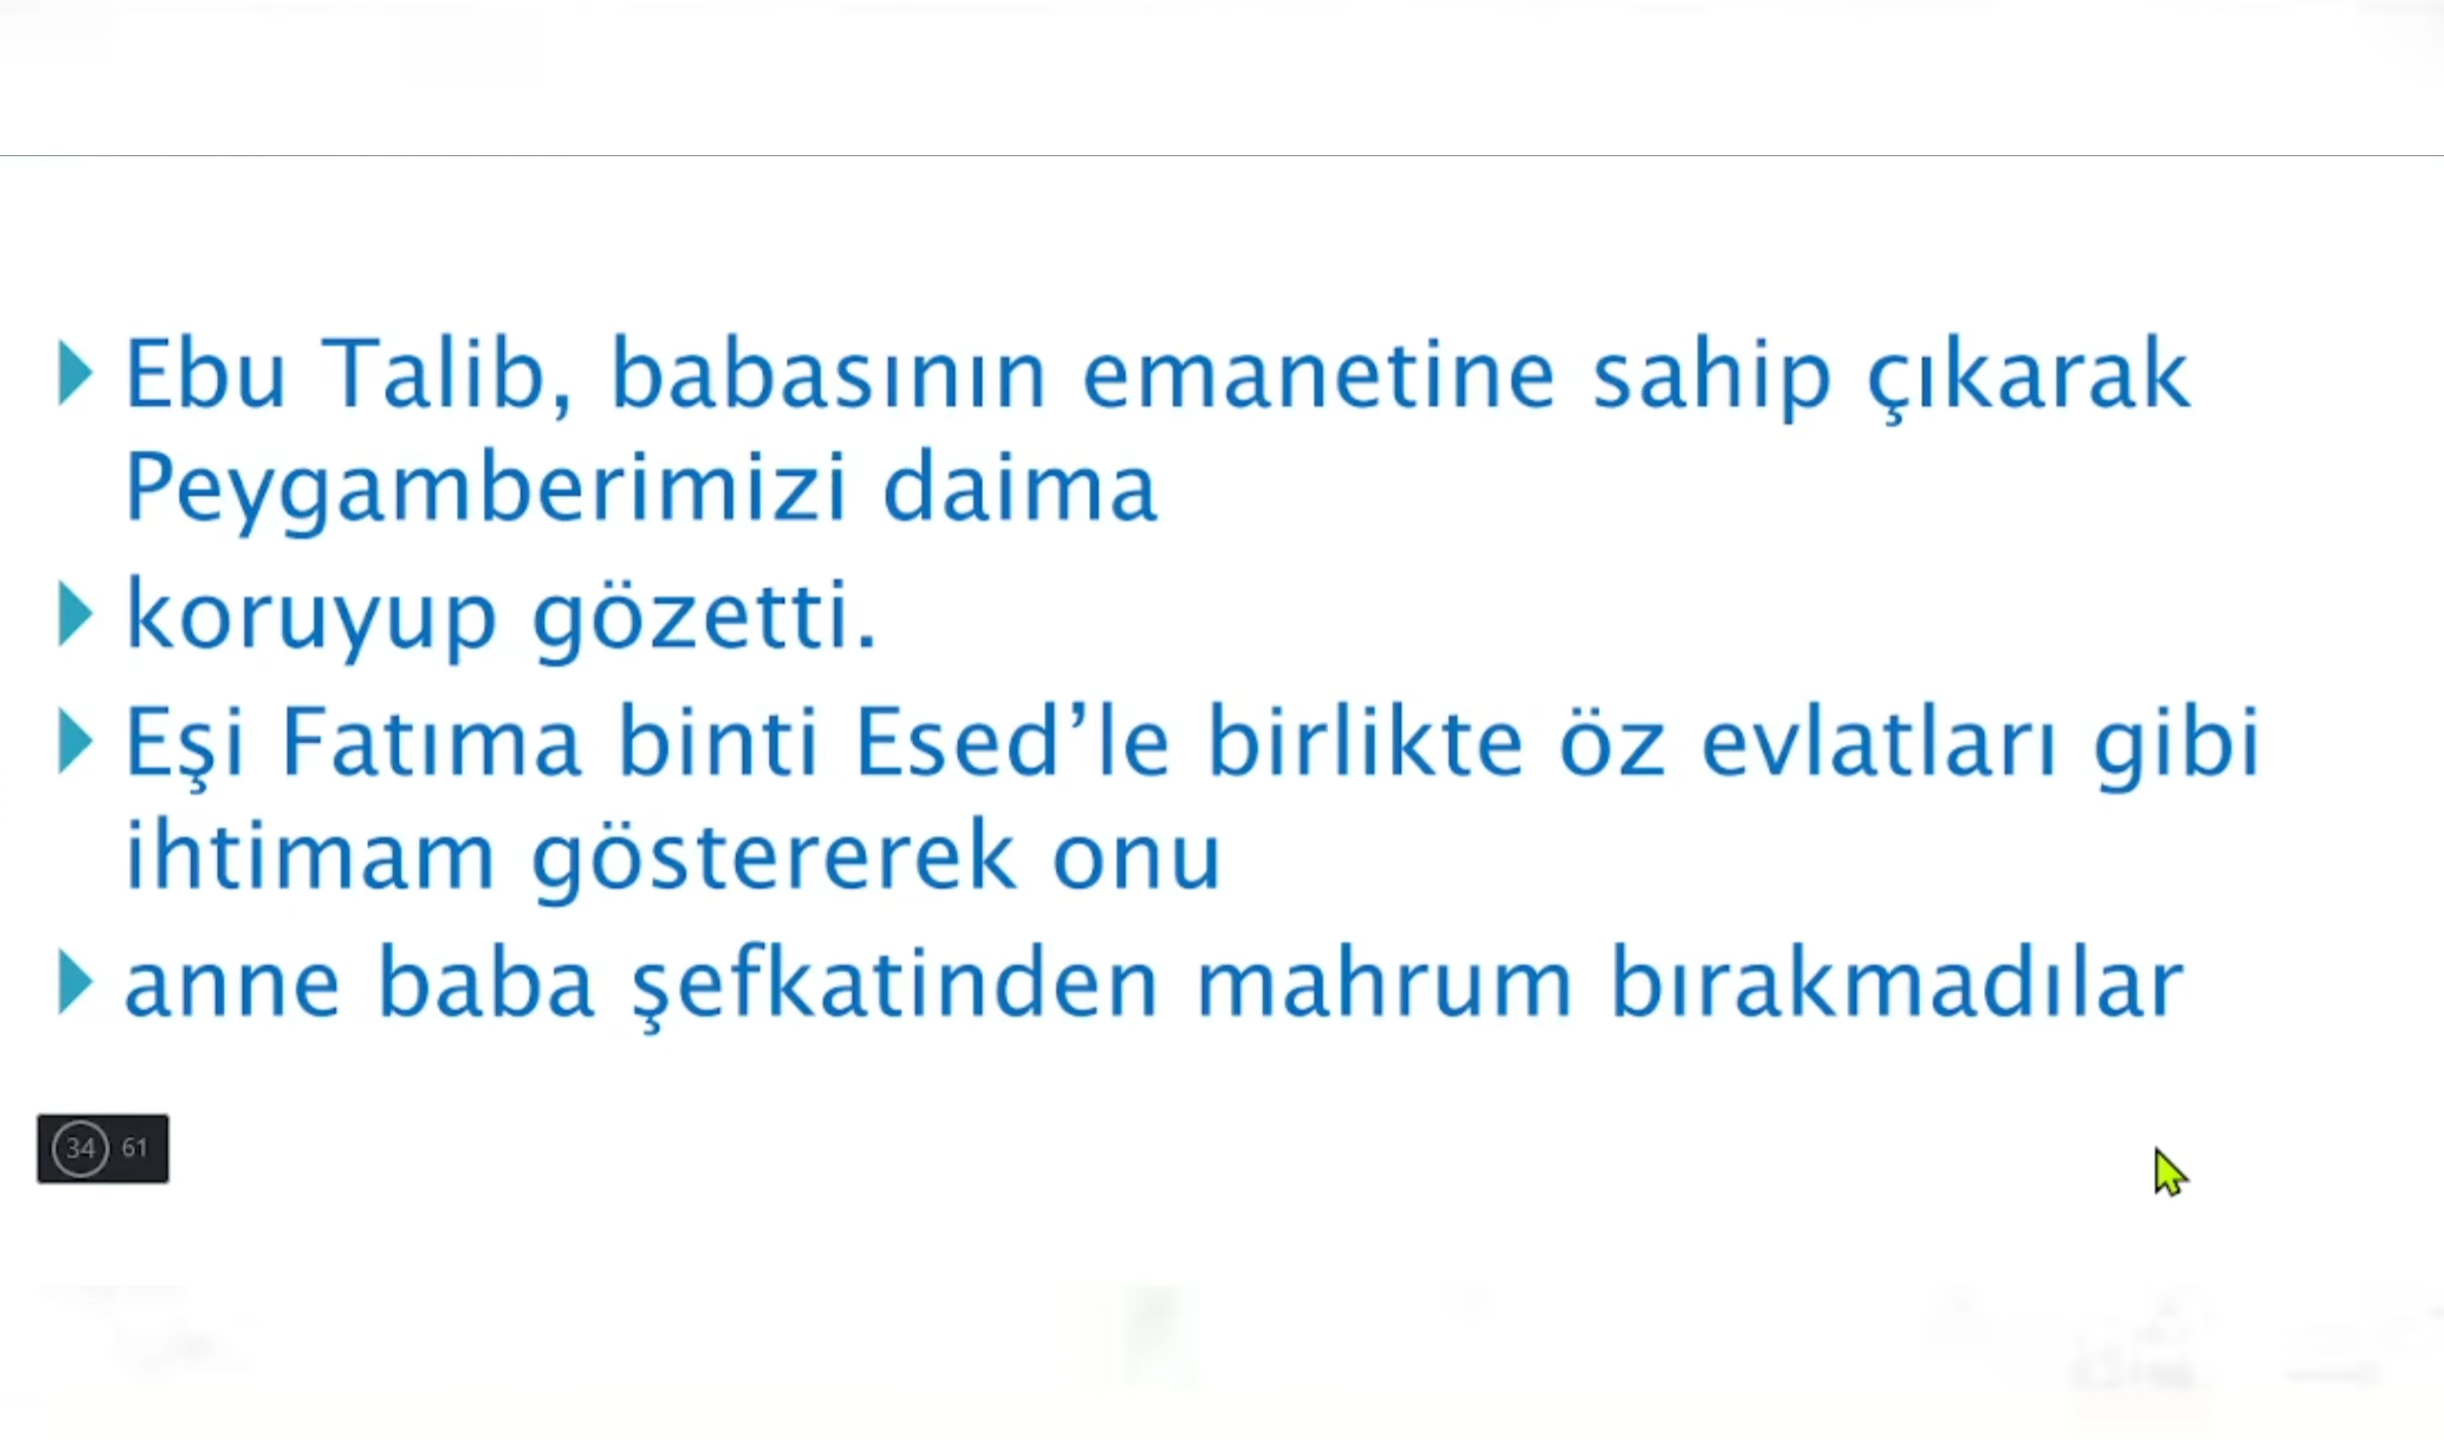 Ebu Talib, babasının emanetine sahip çıkarak
Peygamberimizi daima
koruyup gözetti.
Eşi Fatıma binti Esed’le birlikte öz evlatları gibi
ihtimam göstererek onu
anne baba şefkatinden mahrum bırakmadılar
34 61